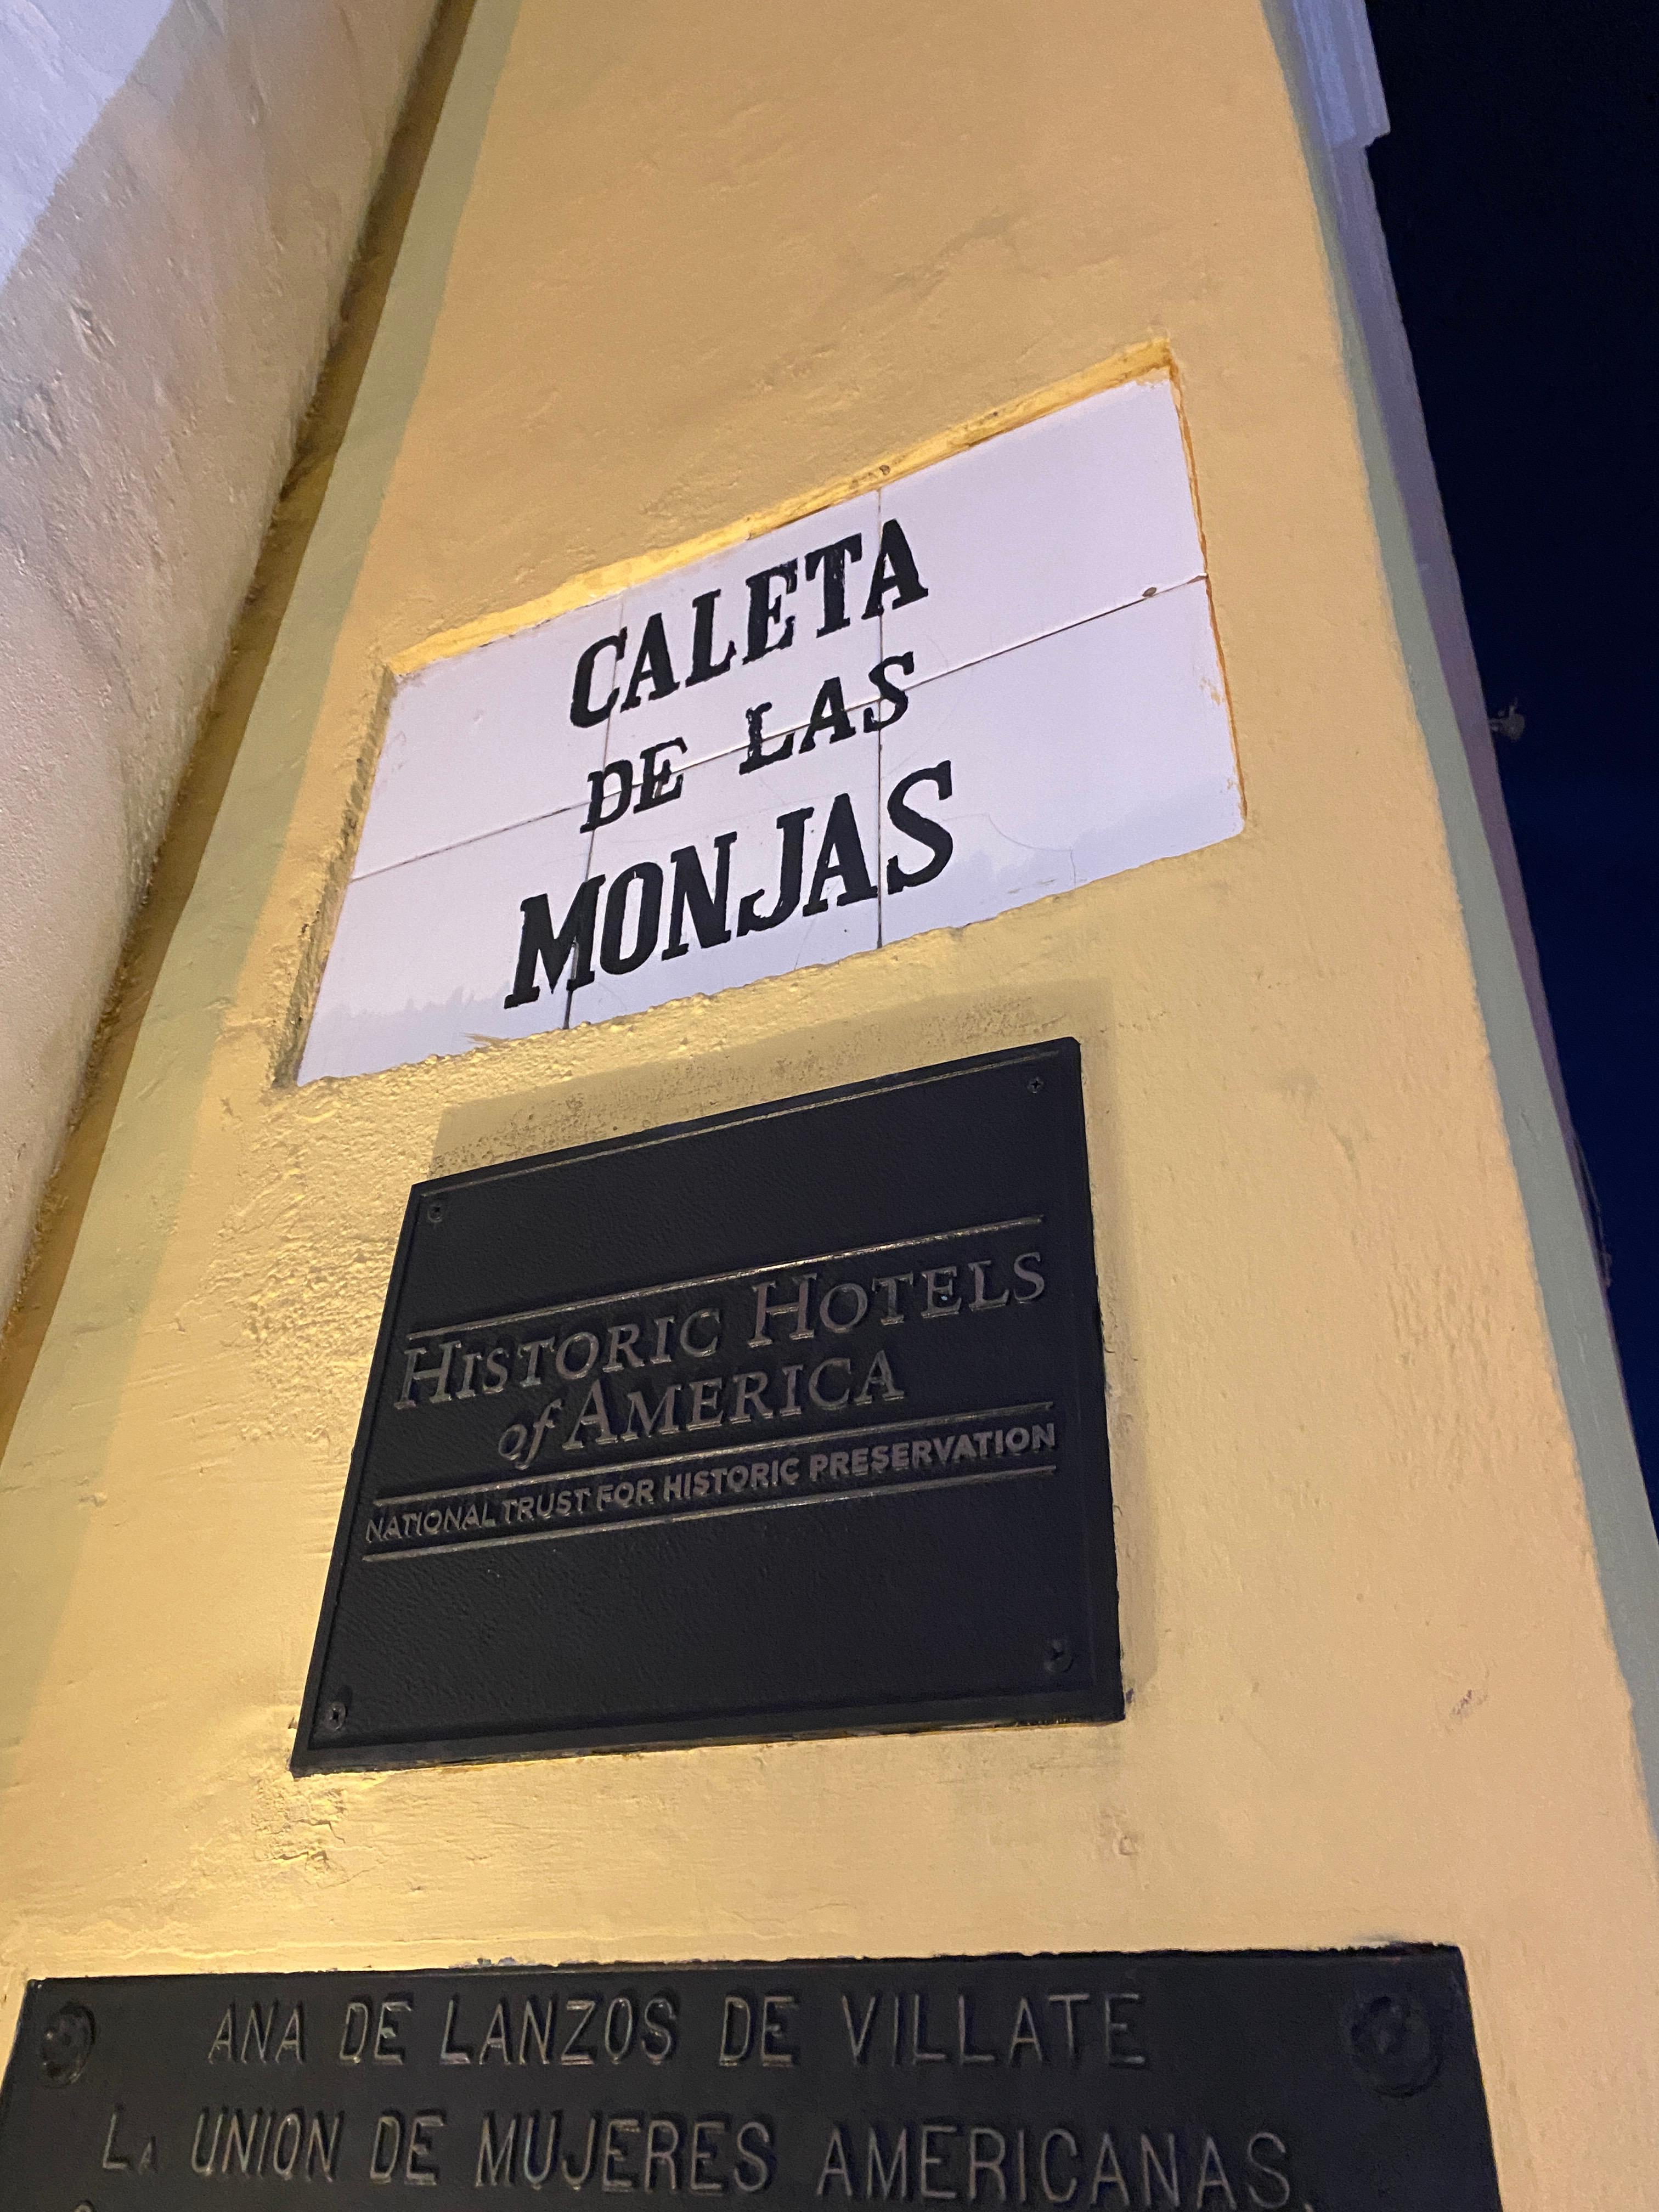 CALETA
DE LAS
MONJAS
HISTORIC HOTELS
of AMERICA
NATIONAL TRUST FOR HISTORIC PRESERVATION
ANA DE LANZOS DE VILLATE
LA UNION DE MUJERES AMERICANAS,